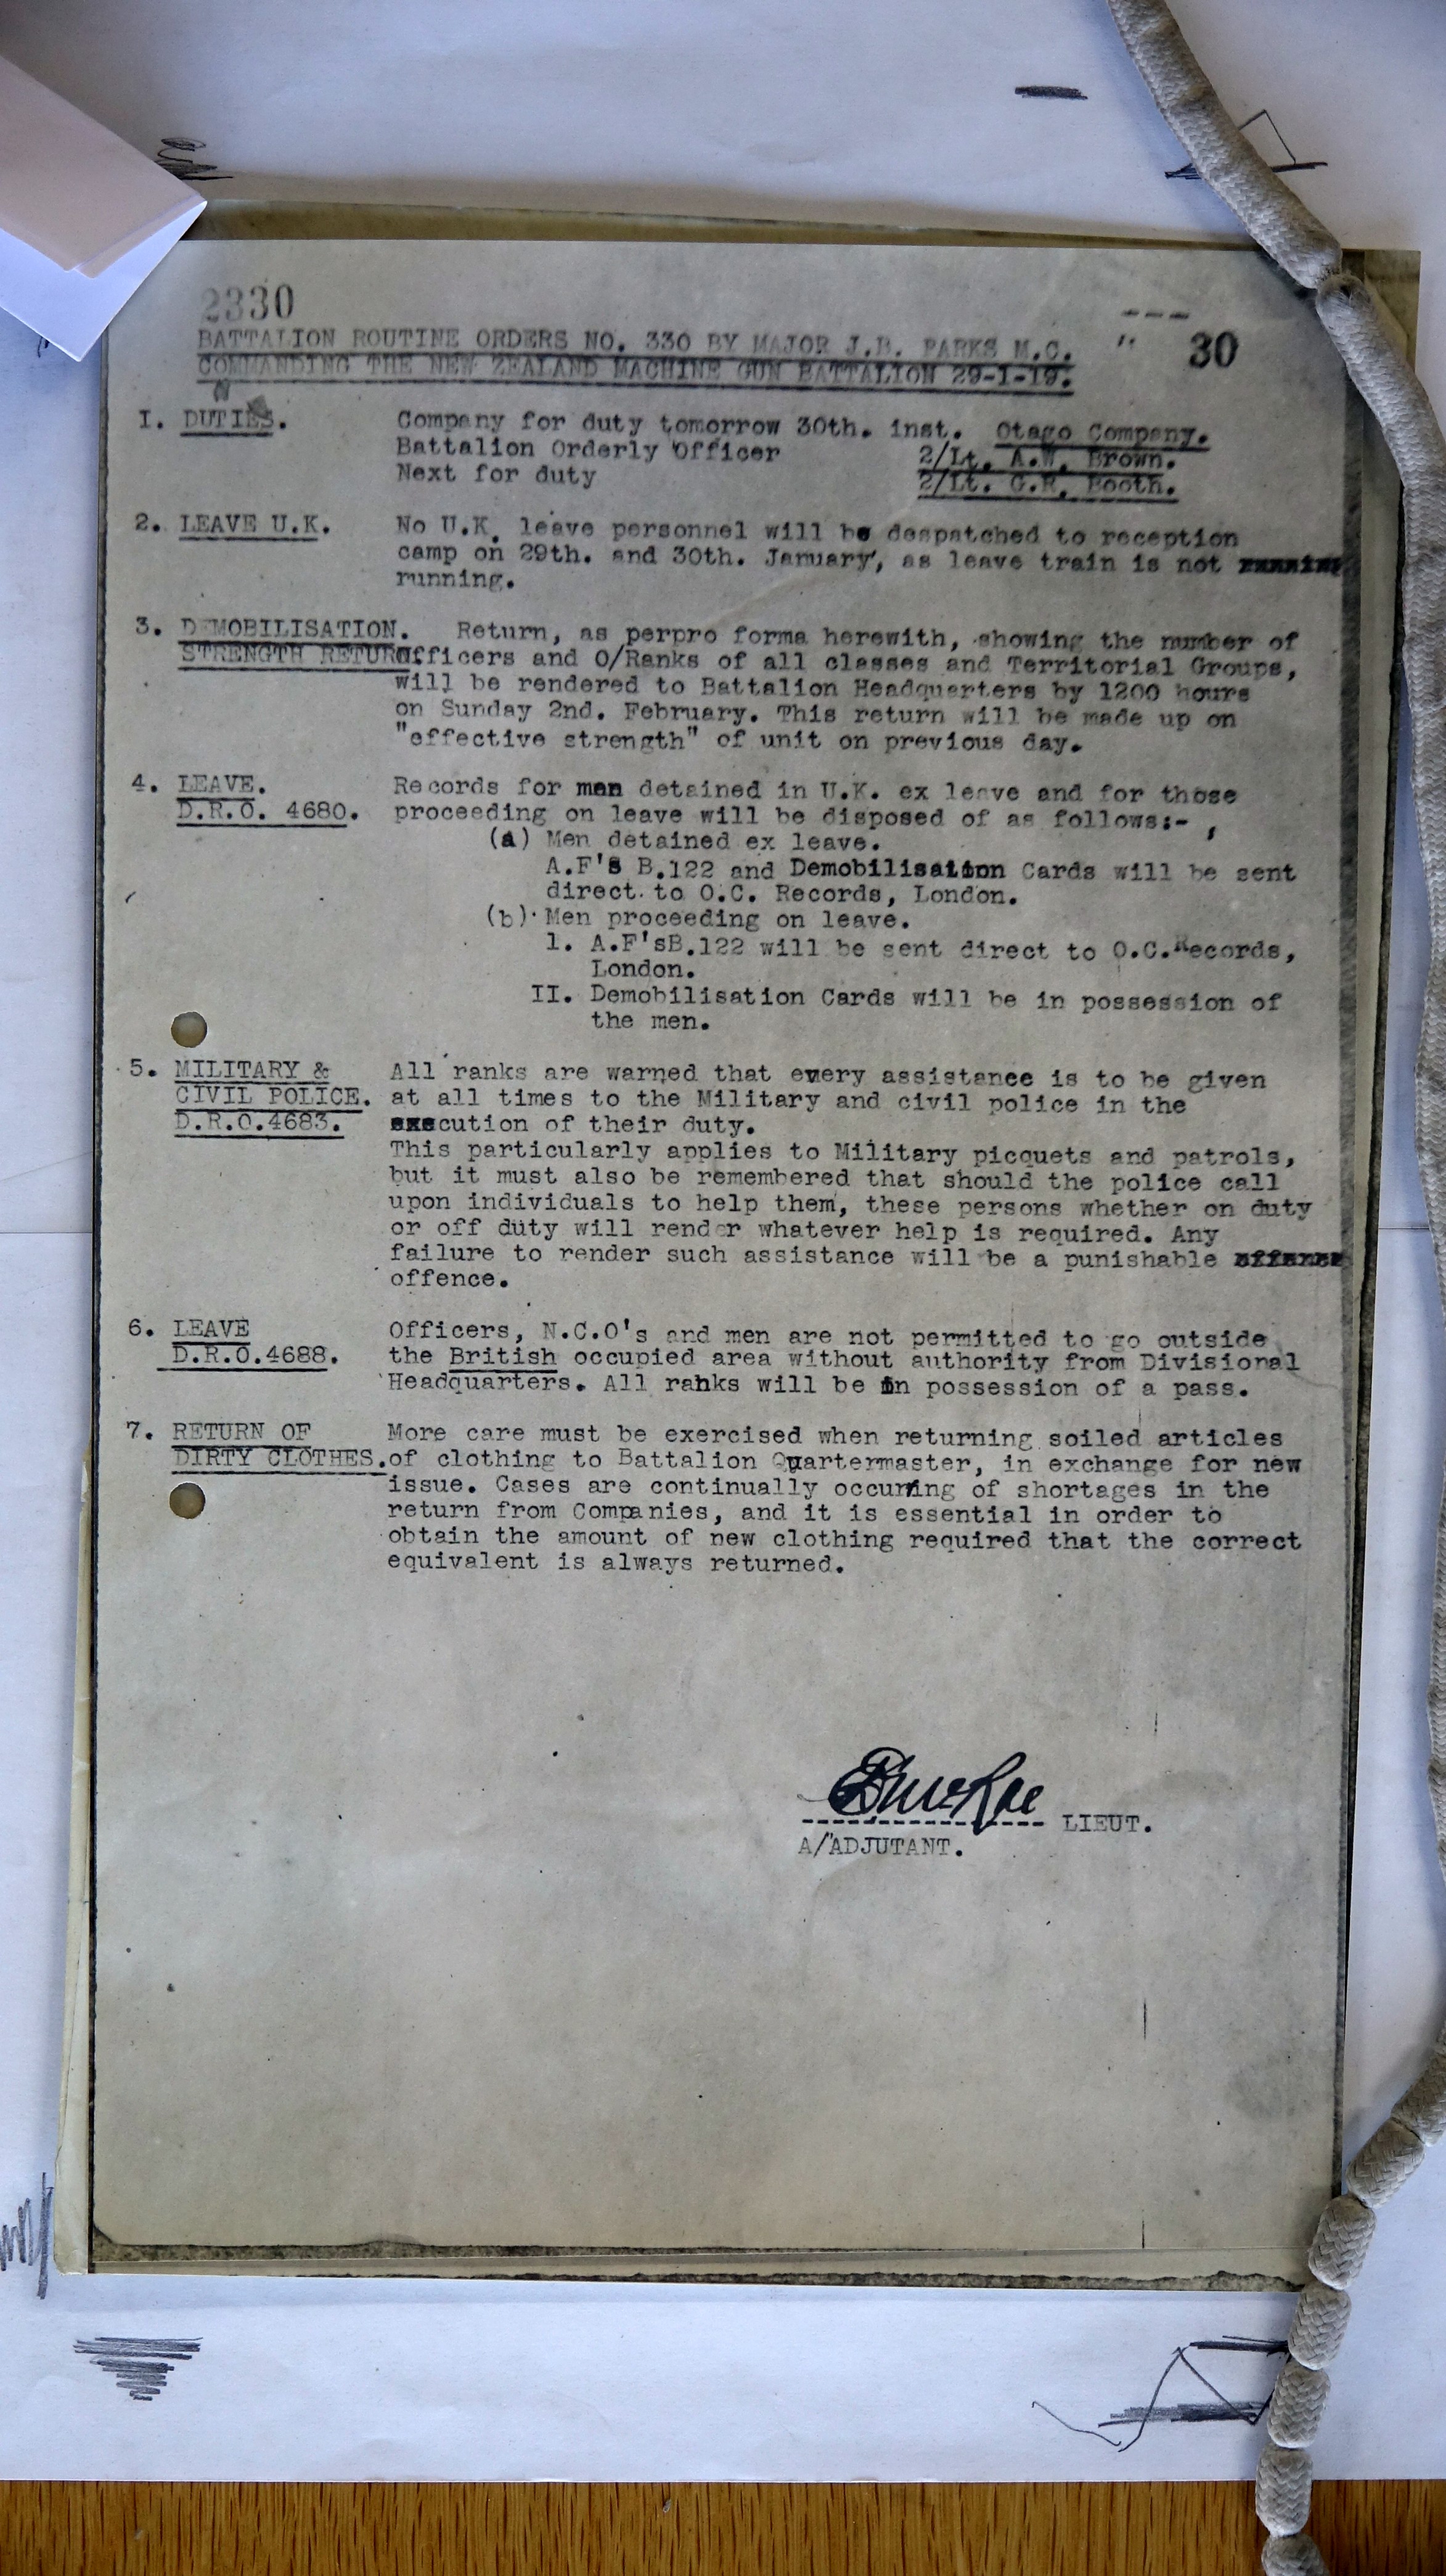 2330
BATTALION ROUTINE ORDERS NO. 330 BY MAJOR J.B. PARKS M.C. " 30
COMMANDING THE NEW ZEALAND MACHINE GUN BATTALION 29-1-19.
1. DUTIES. Company for duty tomorrow 30th. inst. Otago Company.
Battalion Orderly Officer 2/Lt. A.W. Brown.
Next for duty 2/Lt. G.R. Booth.
2. LEAVE U.K. No U.K. leave personnel will be despatched to reception
camp on 29th. and 30th. January, as leave train is not
running.
3. DEMOBILISATION. Return, as perpro forma herewith, showing the number of
STRENGTH RETURN. officers and O/Ranks of all classes and Territorial Groups,
will be rendered to Battalion Headquarters by 1200 hours
on Sunday 2nd. February. This return will be made up on
"effective strength" of unit on previous day.
4. LEAVE. Records for men detained in U.K. ex leave and for those
D.R.O. 4680. proceeding on leave will be disposed of as follows:-
(a) Men detained ex leave.
A.F's B.122 and Demobilisation Cards will be sent
direct to O.C. Records, London.
(b) Men proceeding on leave.
1. A.F'sB.122 will be sent direct to O.C.Records,
London.
II. Demobilisation Cards will be in possession of
the men.
5. MILITARY & All ranks are warned that every assistance is to be given
CIVIL POLICE. at all times to the Military and civil police in the
D.R.O.4683. execution of their duty.
This particularly applies to Military picquets and patrols,
but it must also be remembered that should the police call
upon individuals to help them, these persons whether on duty
or off duty will render whatever help is required. Any
failure to render such assistance will be a punishable
offence.
6. LEAVE Officers, N.C.O's and men are not permitted to go outside
D.R.O.4688. the British occupied area without authority from Divisional
Headquarters. All ranks will be in possession of a pass.
7. RETURN OF More care must be exercised when returning soiled articles
DIRTY CLOTHES. of clothing to Battalion Quartermaster, in exchange for new
issue. Cases are continually occurring of shortages in the
return from Companies, and it is essential in order to
obtain the amount of new clothing required that the correct
equivalent is always returned.
LIEUT.
A/ADJUTANT.